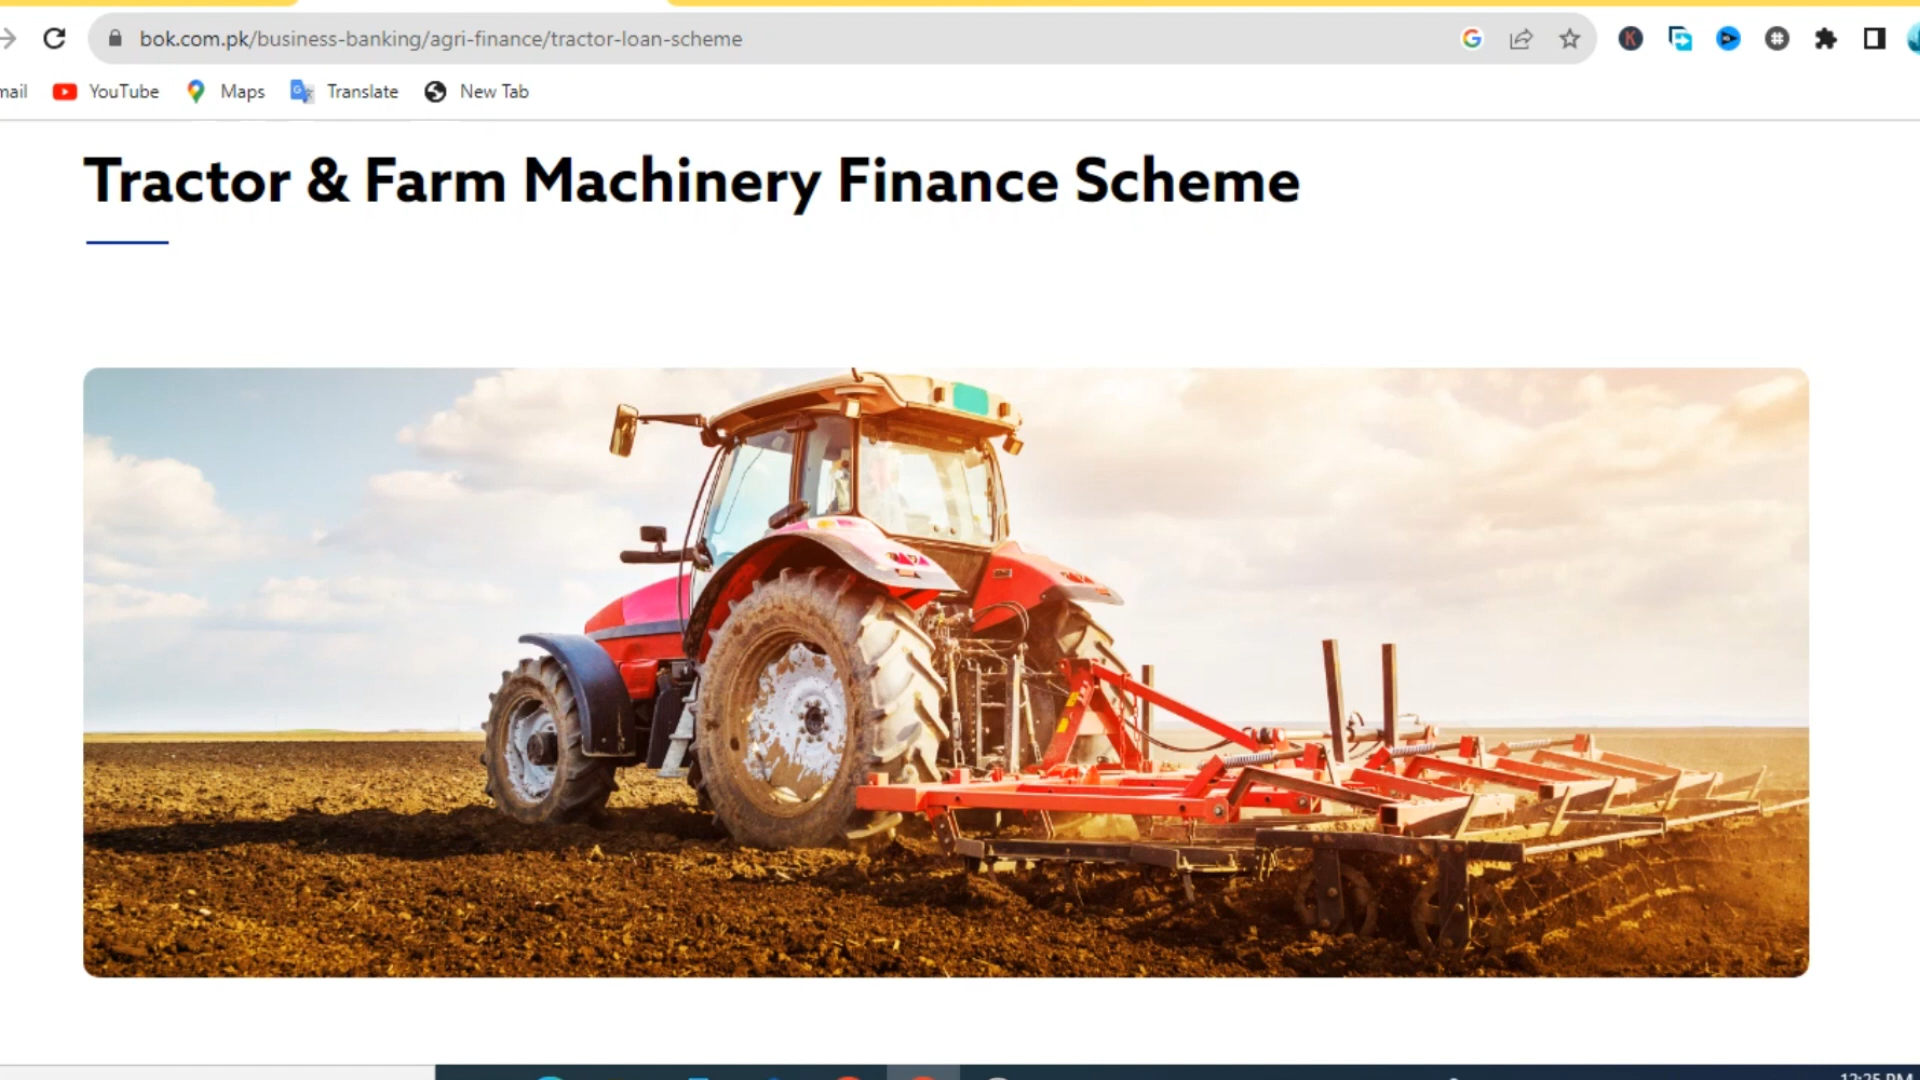 bok.com.pk/business-banking/agri-finance/tractor-loan-scheme
mail YouTube Maps Translate New Tab
Tractor & Farm Machinery Finance Scheme